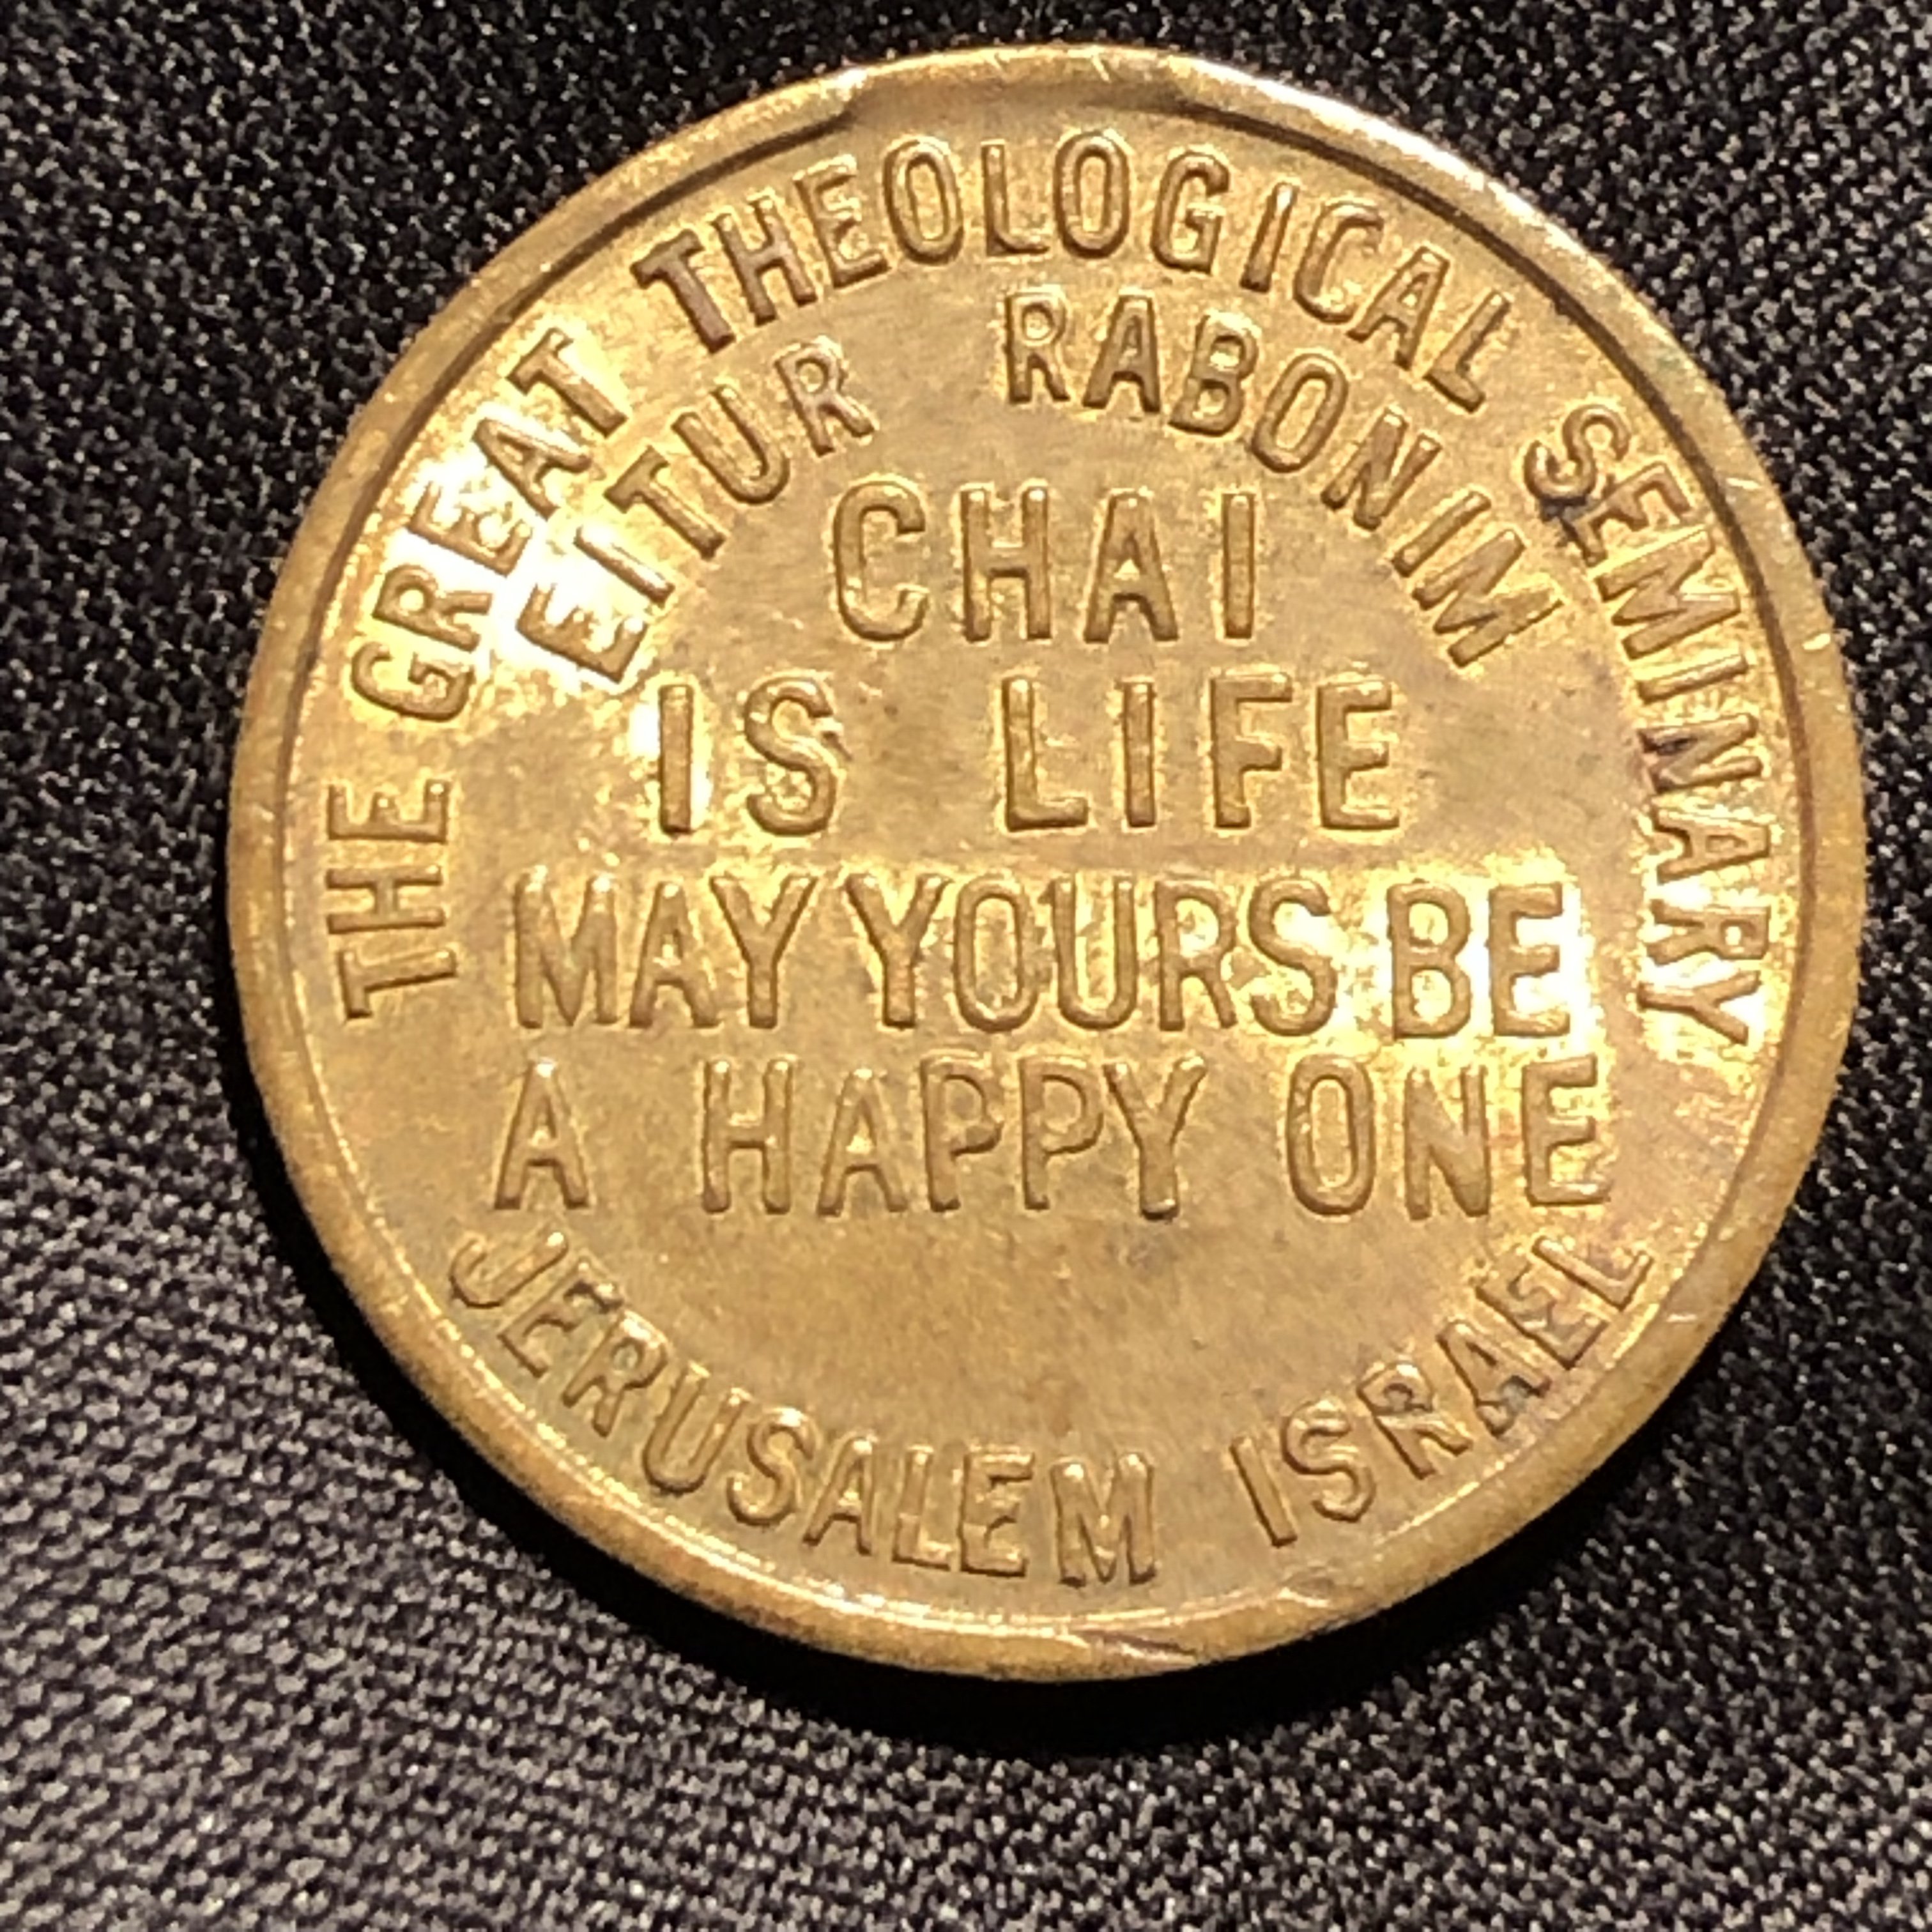 THE GREAT THEOLOGICAL SEMINARY
EITUR RABONIM
CHAI
IS LIFE
MAY YOURS BE
A HAPPY ONE
JERUSALEM ISRAEL